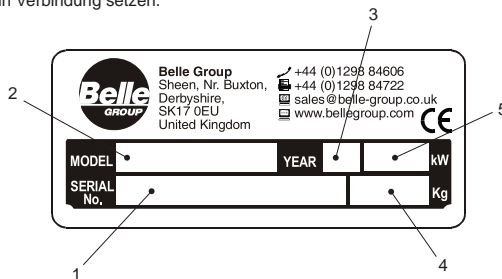 in Verbindung setzen.
3
Belle Group
Sheen, Nr. Buxton,
Derbyshire,
SK17 0EU
United Kingdom
+44 (0)1298 84606
+44 (0)1298 84722
sales@belle-group.co.uk
www.bellegroup.com
CE
Belle
GROUP
2
5
MODEL
YEAR
kW
SERIAL
No.
Kg
1
4